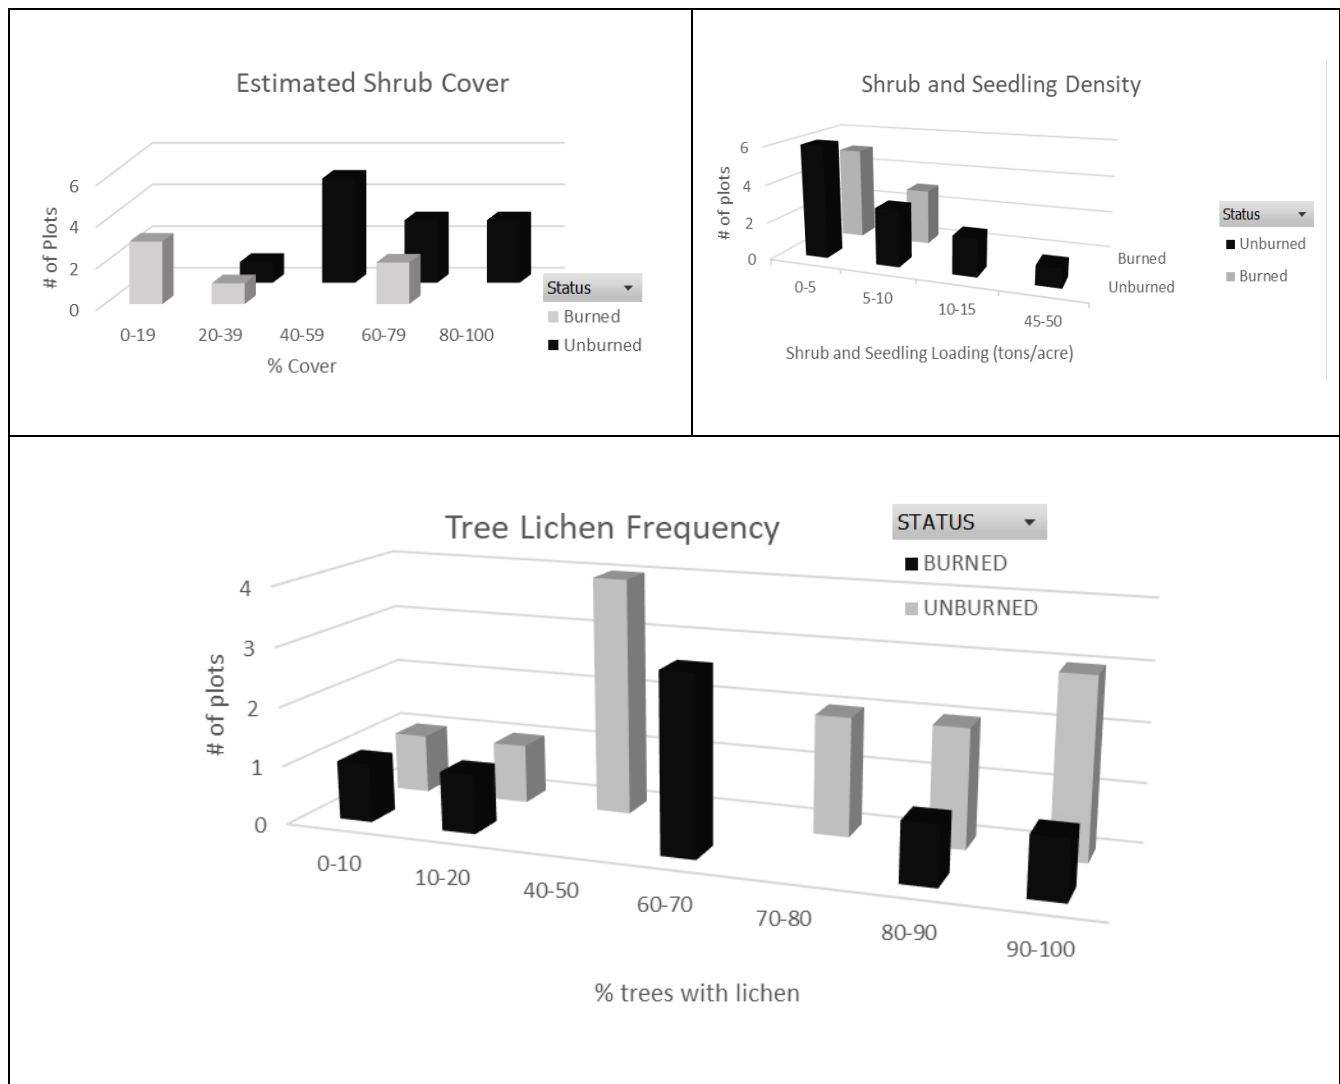 Estimated Shrub Cover
# of Plots
6
4
2
0
0-19 20-39 40-59 60-79 80-100
% Cover
Status
Burned
Unburned
Shrub and Seedling Density
# of plots
6
4
2
0
0-5
5-10
10-15
45-50
Burned
Unburned
Shrub and Seedling Loading (tons/acre)
Status
Unburned
Burned
Tree Lichen Frequency
STATUS
BURNED
UNBURNED
# of plots
4
3
2
1
0
0-10
10-20
40-50
60-70
70-80
80-90
90-100
% trees with lichen